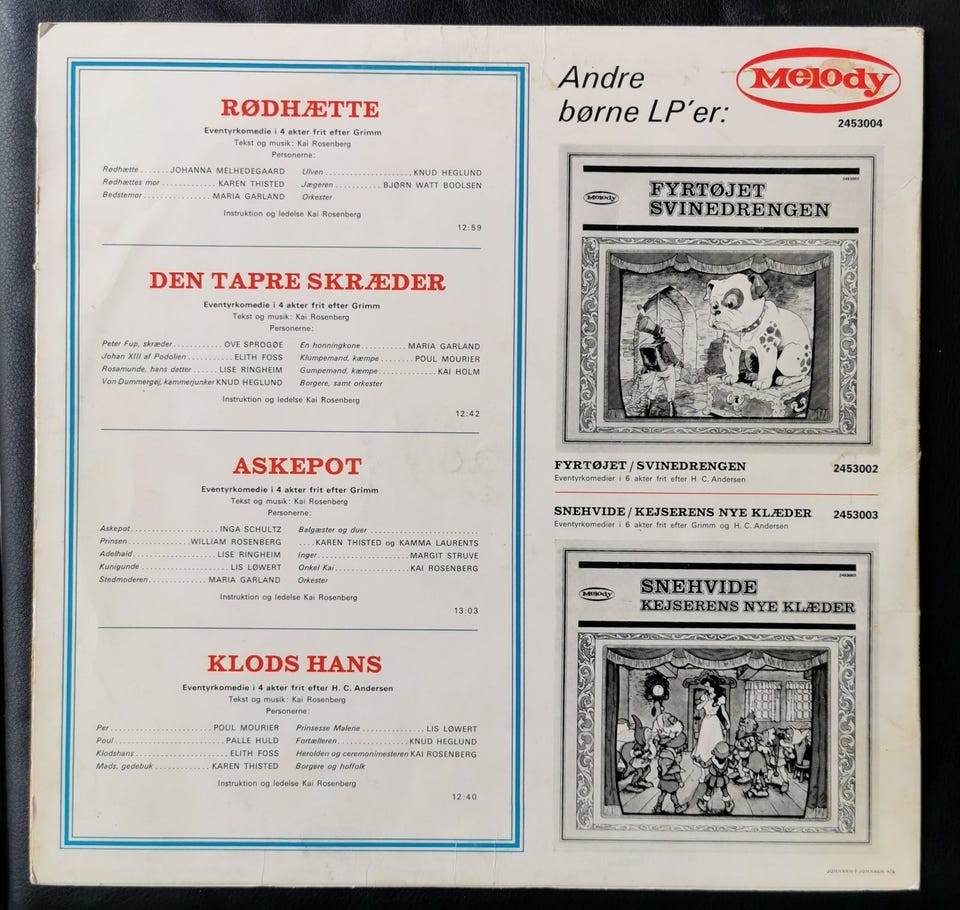 RØDHÆTTE
Eventyrkomedie i 4 akter frit efter Grimm
Tekst og musik: Kai Rosenberg
Personerne:
Rødhætte.......JOHANNA MELHEDEGAARD
Rødhættes mor............KAREN THISTED
Bedstemor...............MARIA GARLAND
Ulven.....................KNUD HEGLUND
Jægeren...........BJØRN WATT BOOLSEN
Orkester
Instruktion og ledelse Kai Rosenberg
12:59
DEN TAPRE SKRÆDER
Eventyrkomedie i 4 akter frit efter Grimm
Tekst og musik: Kai Rosenberg
Personerne:
Peter Fup, skræder...........OVE SPROGØE
Johan XIII af Podolien...........ELITH FOSS
Rosamunde, hans datter......LISE RINGHEIM
Von Dummergøj, kammerjunker KNUD HEGLUND
En honningkone...........MARIA GARLAND
Klumpemand, kæmpe........POUL MOURIER
Gumpemand, kæmpe.............KAI HOLM
Borgere, samt orkester
Instruktion og ledelse Kai Rosenberg
12:42
ASKEPOT
Eventyrkomedie i 4 akter frit efter Grimm
Tekst og musik: Kai Rosenberg
Personerne:
Askepot....................INGA SCHULTZ
Prinsen..............WILLIAM ROSENBERG
Adelhaid...................LISE RINGHEIM
Kunigunde....................LIS LØWERT
Stedmoderen..............MARIA GARLAND
Balgæster og duer........................
....KAREN THISTED og KAMMA LAURENTS
Inger.....................MARGIT STRUVE
Onkel Kai.................KAI ROSENBERG
Orkester
Instruktion og ledelse Kai Rosenberg
13:03
KLODS HANS
Eventyrkomedie i 4 akter frit efter H. C. Andersen
Tekst og musik: Kai Rosenberg
Personerne:
Per.......................POUL MOURIER
Poul.........................PALLE HULD
Klodshans....................ELITH FOSS
Mads, gedebuk............KAREN THISTED
Prinsesse Malene...............LIS LØWERT
Fortælleren................KNUD HEGLUND
Herolden og ceremonimesteren KAI ROSENBERG
Borgere og hoffolk
Instruktion og ledelse Kai Rosenberg
12:40
Andre
børne LP'er:
Melody
2453004
2453002
Melody
FYRTØJET
SVINEDRENGEN
FYRTØJET/SVINEDRENGEN 2453002
Eventyrkomedier i 6 akter frit efter H. C. Andersen
SNEHVIDE/KEJSERENS NYE KLÆDER 2453003
Eventyrkomedier i 6 akter frit efter Grimm og H. C. Andersen
2453003
Melody
SNEHVIDE
KEJSERENS NYE KLÆDER
JOHNSEN + JOHNSEN A/S